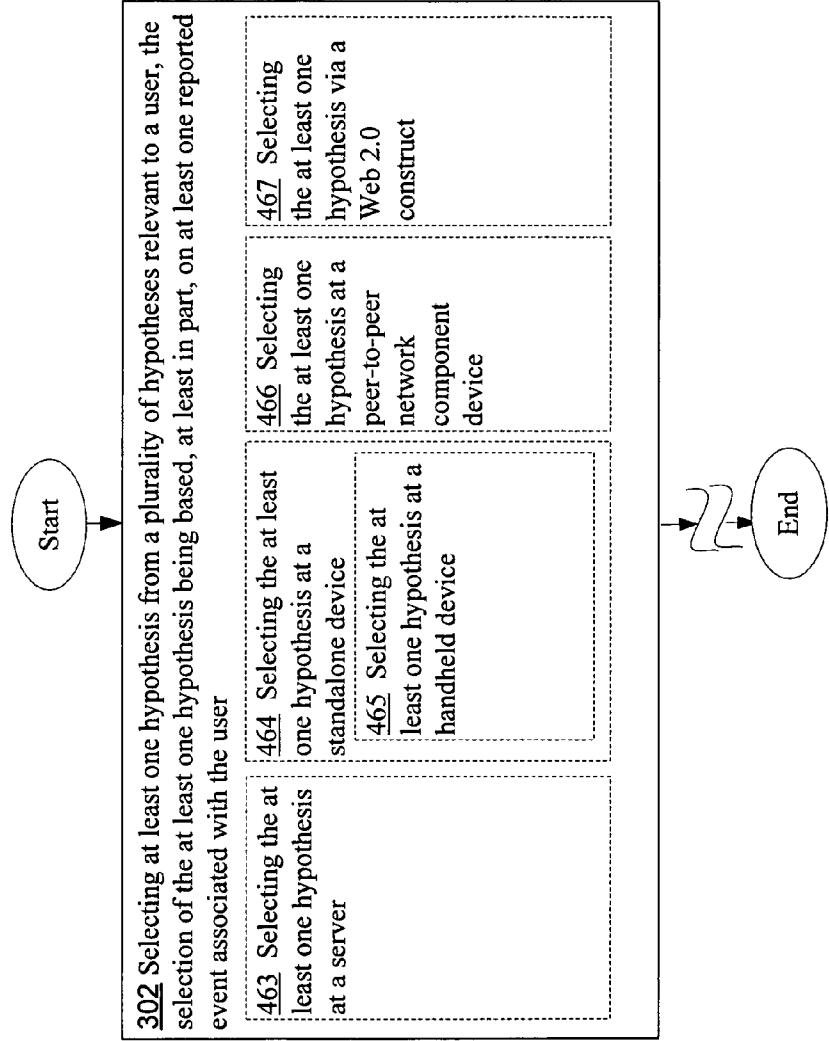 Start
302 Selecting at least one hypothesis from a plurality of hypotheses relevant to a user, the
selection of the at least one hypothesis being based, at least in part, on at least one reported
event associated with the user
463 Selecting the at
least one hypothesis
at a server
464 Selecting the at least
one hypothesis at a
standalone device
465 Selecting the at
least one hypothesis at a
handheld device
466 Selecting
the at least one
hypothesis at a
peer-to-peer
network
component
device
467 Selecting
the at least one
hypothesis via a
Web 2.0
construct
End